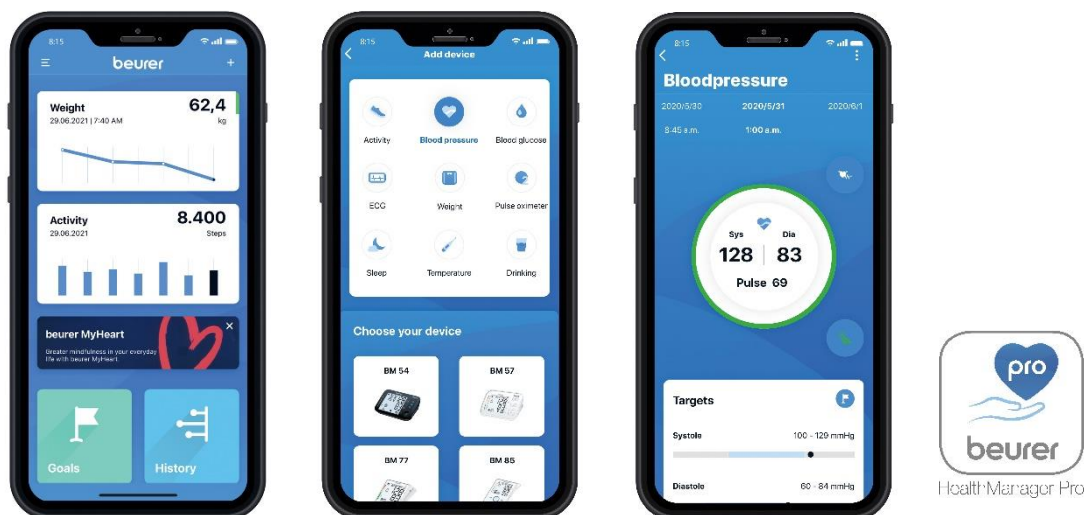 8:15
beurer
Weight
62,4
29.06.2021 | 7:40 AM
kg
Activity
8.400
29.06.2021
Steps
beurer MyHeart
Greater mindfulness in your everyday
life with beurer MyHeart
Goals
History
8:15
Add device
Activity
Blood pressure
Blood glucose
ECG
Weight
Pulse oximeter
Sleep
Temperature
Drinking
Choose your device
BM 54
BM 57
BM 77
BM 85
8:15
Bloodpressure
2020/5/30
2020/5/31
2020/6/1
8:45 a.m.
1:00 a.m.
Sys
Dia
128
83
Pulse 69
Targets
Systole
100 - 129 mmHg
Diastole
60 - 84 mmHg
pro
beurer
HealthManager Pro